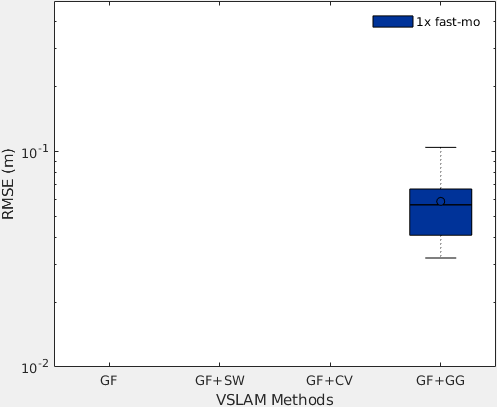 1x fast-mo
RMSE (m)
10^-1
10^-2
GF GF+SW GF+CV GF+GG
VSLAM Methods